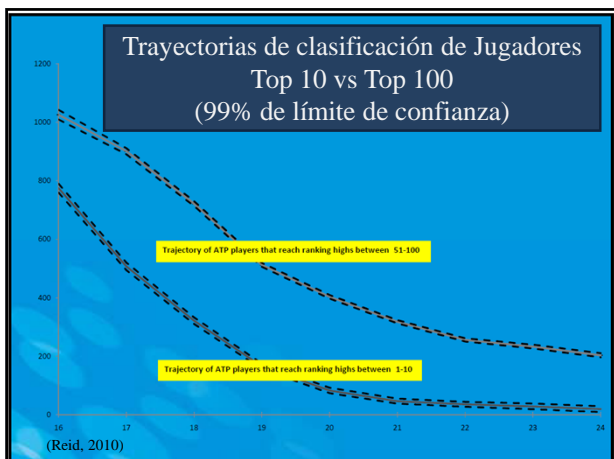 Trayectorias de clasificación de Jugadores
Top 10 vs Top 100
(99% de límite de confianza)
1200
1000
800
600
400
200
0
Trajectory of ATP players that reach ranking highs between 51-100
Trajectory of ATP players that reach ranking highs between 1-10
16 17 18 19 20 21 22 23 24
(Reid, 2010)